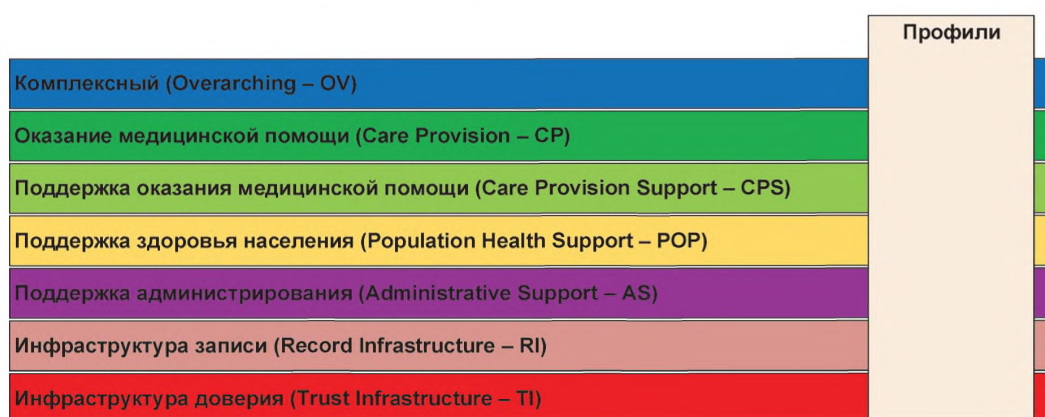 Профили
Комплексный (Overarching – OV)
Оказание медицинской помощи (Care Provision – CP)
Поддержка оказания медицинской помощи (Care Provision Support – CPS)
Поддержка здоровья населения (Population Health Support – POP)
Поддержка администрирования (Administrative Support – AS)
Инфраструктура записи (Record Infrastructure – RI)
Инфраструктура доверия (Trust Infrastructure – TI)